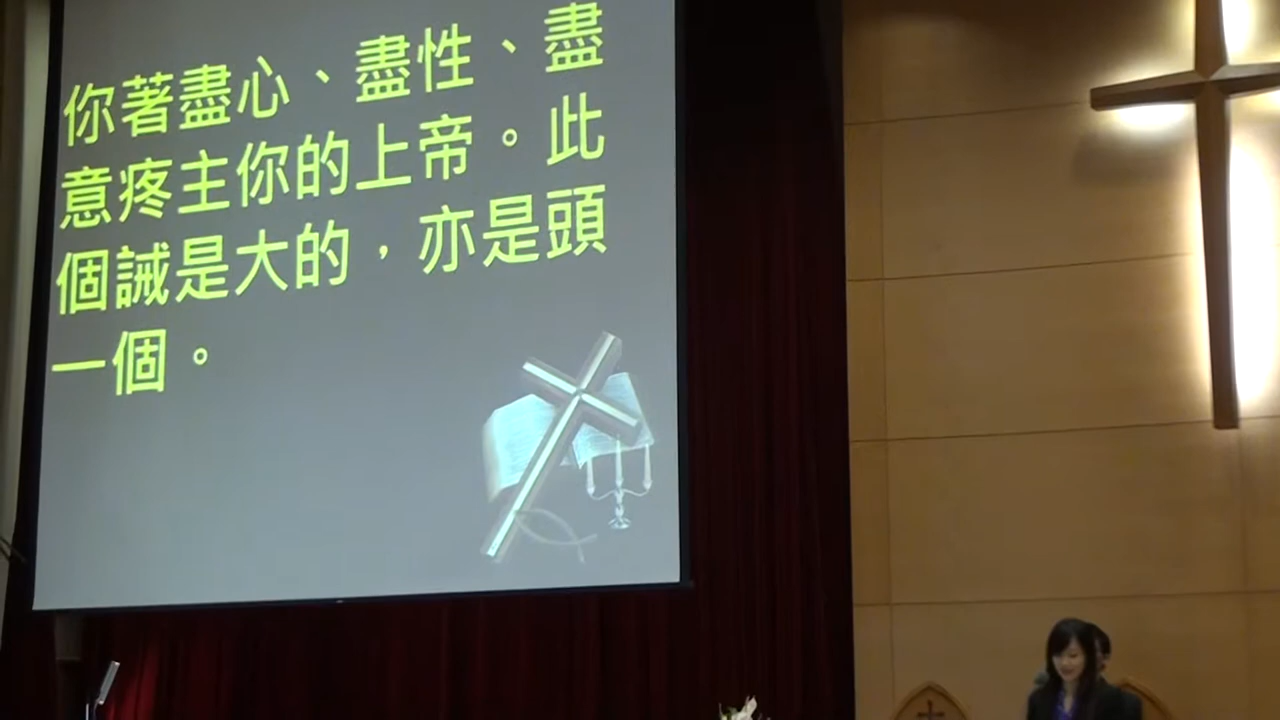 你著盡心、盡性、盡
意疼主你的上帝。此
個誡是大的，亦是頭
一個。